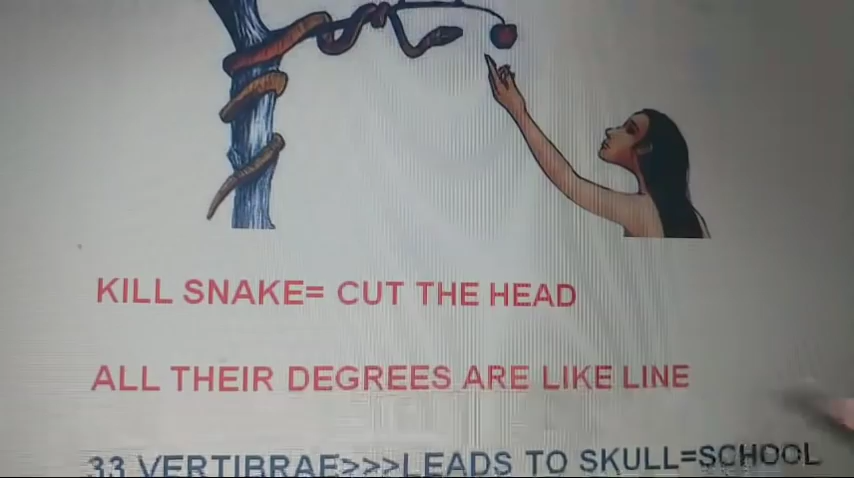 KILL SNAKE= CUT THE HEAD
ALL THEIR DEGREES ARE LIKE LINE
33 VERTIBRAE>>>LEADS TO SKULL=SCHOOL